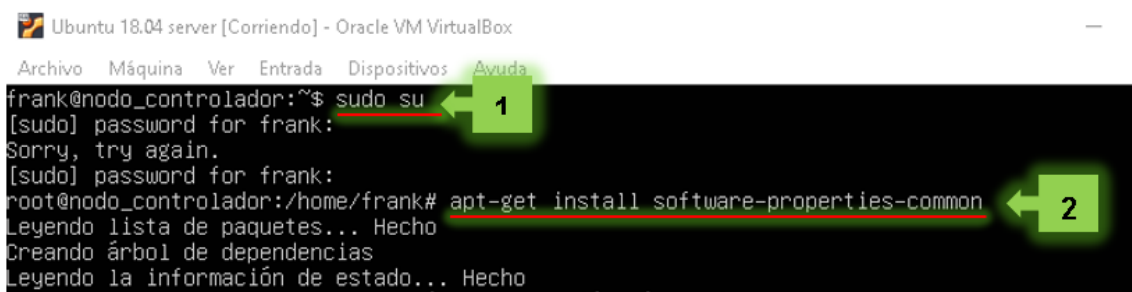 Ubuntu 18.04 server [Corriendo] - Oracle VM VirtualBox
Archivo Máquina Ver Entrada Dispositivos Ayuda
frank@nodo_controlador:~$ sudo su
1
[sudo] password for frank:
Sorry, try again.
[sudo] password for frank:
root@nodo_controlador:/home/frank# apt-get install software-properties-common
2
Leyendo lista de paquetes... Hecho
Creando árbol de dependencias
Leyendo la información de estado... Hecho